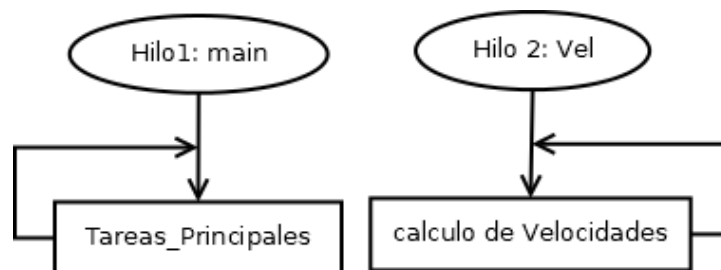 Hilo1: main
Hilo 2: Vel
Tareas_Principales
calculo de Velocidades